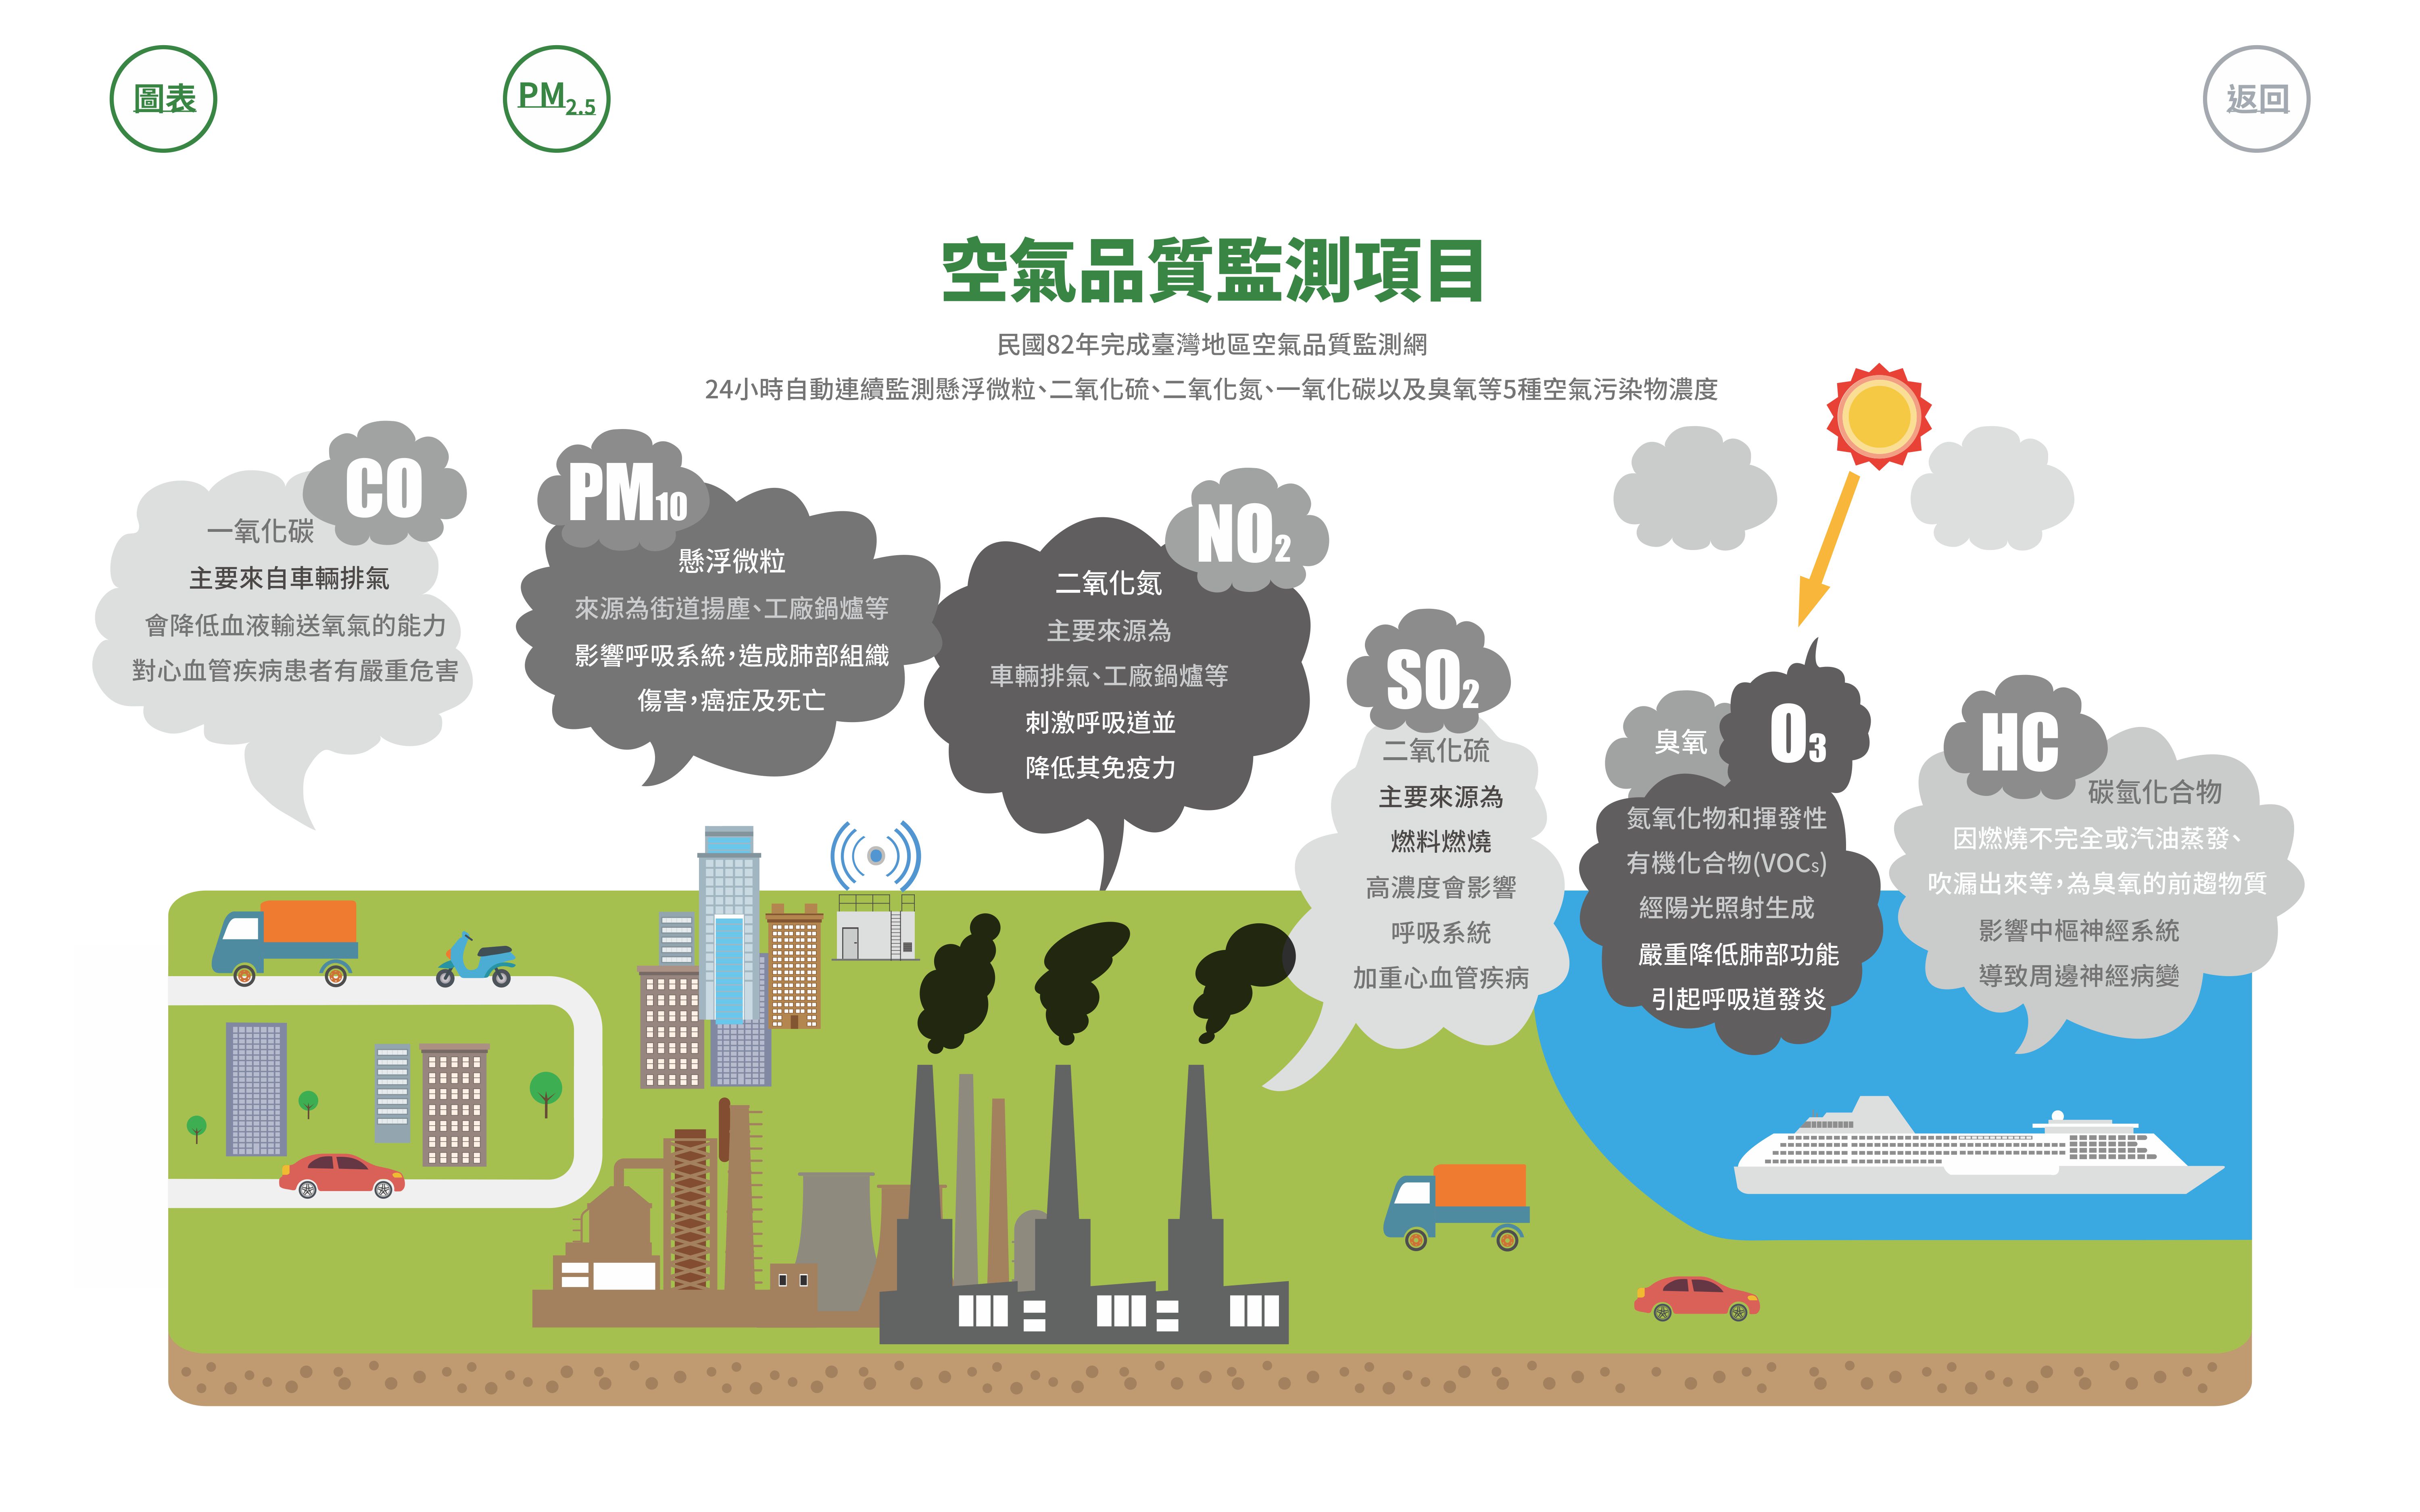 圖表
PM2.5
返回
空氣品質監測項目
民國82年完成臺灣地區空氣品質監測網
24小時自動連續監測懸浮微粒、二氧化硫、二氧化氮、一氧化碳以及臭氧等5種空氣污染物濃度
CO
一氧化碳
主要來自車輛排氣
會降低血液輸送氧氣的能力
對心血管疾病患者有嚴重危害
PM10
懸浮微粒
來源為街道揚塵、工廠鍋爐等
影響呼吸系統,造成肺部組織
傷害,癌症及死亡
NO2
二氧化氮
主要來源為
車輛排氣、工廠鍋爐等
刺激呼吸道並
降低其免疫力
SO2
二氧化硫
主要來源為
燃料燃燒
高濃度會影響
呼吸系統
加重心血管疾病
臭氧
O3
氮氧化物和揮發性
有機化合物(VOCs)
經陽光照射生成
嚴重降低肺部功能
引起呼吸道發炎
HC
碳氫化合物
因燃燒不完全或汽油蒸發、
吹漏出來等,為臭氧的前趨物質
影響中樞神經系統
導致周邊神經病變